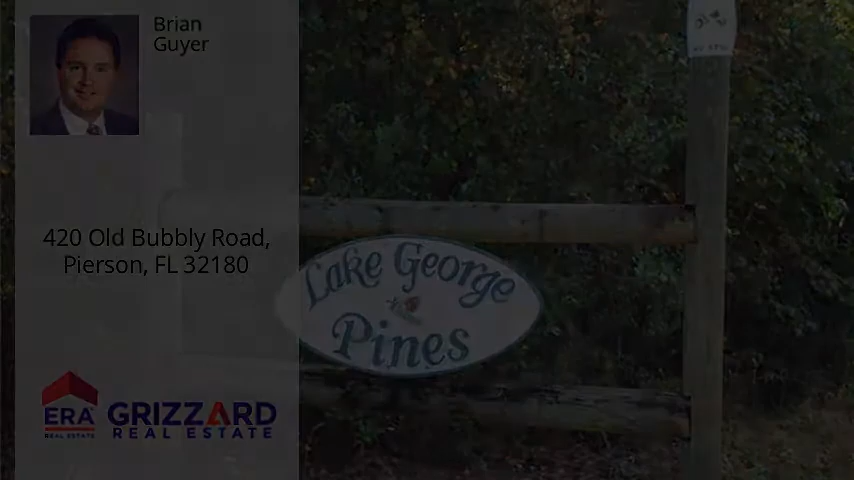 Brian
Guyer
420 Old Bubbly Road,
Pierson, FL 32180
ERA
REAL ESTATE
GRIZZARD
REAL ESTATE
Lake George
Pines